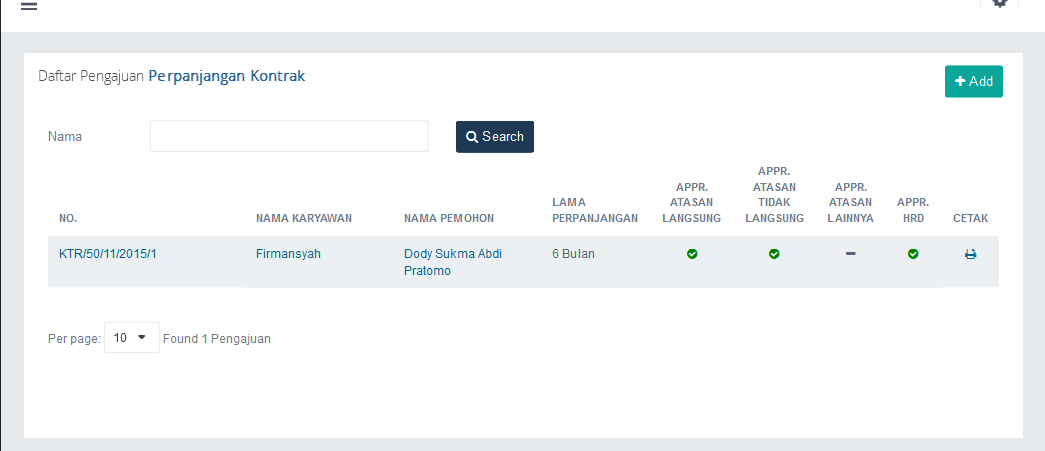 Daftar Pengajuan Perpanjangan Kontrak
Add
Nama
Search
NO.
NAMA KARYAWAN
NAMA PEMOHON
LAMA
PERPANJANGAN
APPR.
ATASAN
LANGSUNG
APPR.
ATASAN
TIDAK
LANGSUNG
APPR.
ATASAN
LAINNYA
APPR.
HRD
CETAK
KTR/50/11/2015/1
Firmansyah
Dody Sukma Abdi
Pratomo
6 Bulan
Per page: 10 Found 1 Pengajuan